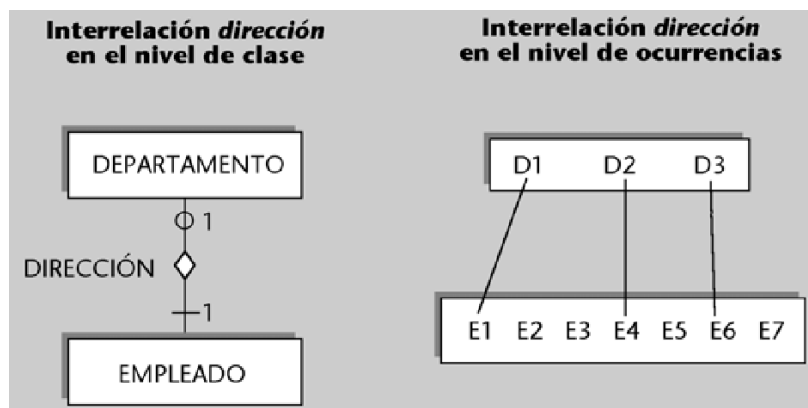 Interrelación dirección
en el nivel de clase
DEPARTAMENTO
1
DIRECCIÓN
1
EMPLEADO
Interrelación dirección
en el nivel de ocurrencias
D1 D2 D3
E1 E2 E3 E4 E5 E6 E7